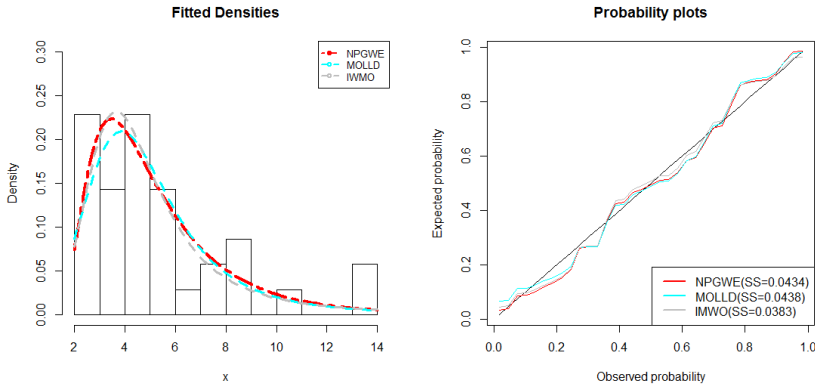 Fitted Densities
NPGWE
MOLLD
IWMO
0.30
0.25
0.20
0.15
0.10
0.05
0.00
Density
2 4 6 8 10 12 14
x
Probability plots
1.0
0.8
0.6
0.4
0.2
0.0
Expected probability
NPGWE(SS=0.0434)
MOLLD(SS=0.0438)
IMWO(SS=0.0383)
0.0 0.2 0.4 0.6 0.8 1.0
Observed probability